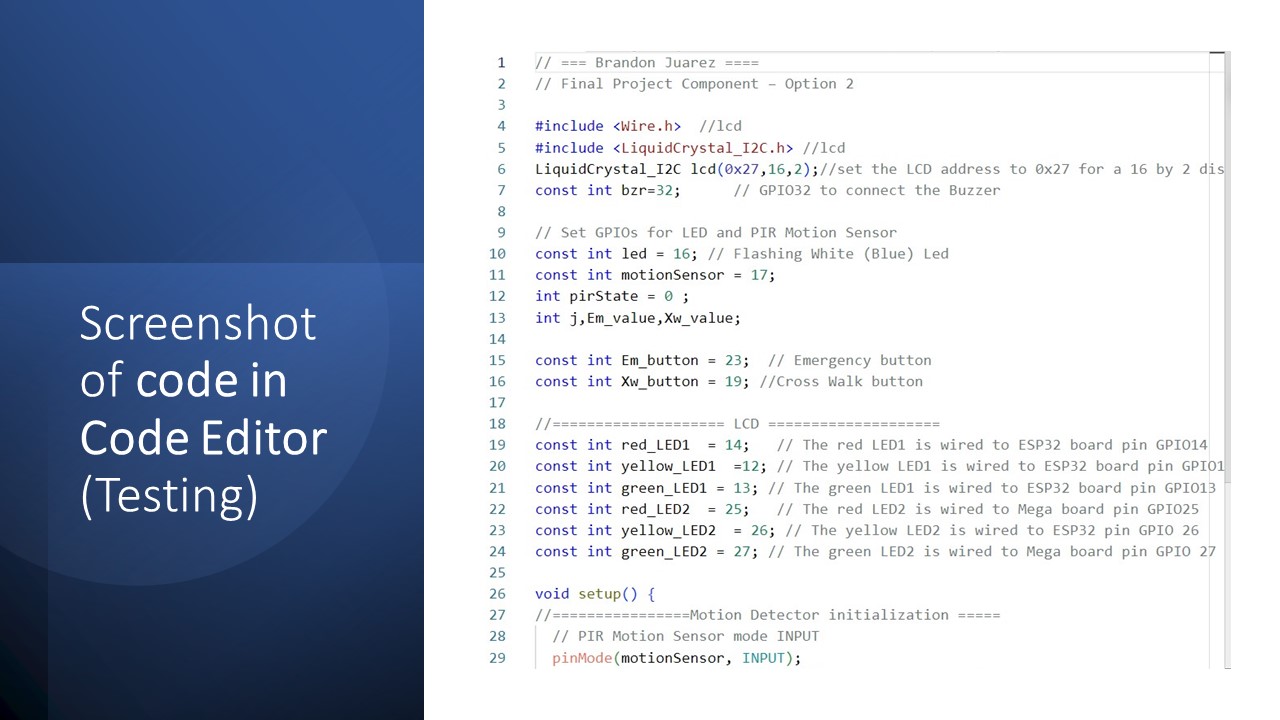 Screenshot
of code in
Code Editor
(Testing)
1 // === Brandon Juarez ====
2 // Final Project Component – Option 2
3
4 #include <Wire.h>  //lcd
5 #include <LiquidCrystal_I2C.h> //lcd
6 LiquidCrystal_I2C lcd(0x27,16,2);//set the LCD address to 0x27 for a 16 by 2 dis
7 const int bzr=32;      // GPIO32 to connect the Buzzer
8
9 // Set GPIOs for LED and PIR Motion Sensor
10 const int led = 16; // Flashing White (Blue) Led
11 const int motionSensor = 17;
12 int pirState = 0 ;
13 int j,Em_value,Xw_value;
14
15 const int Em_button = 23;  // Emergency button
16 const int Xw_button = 19; //Cross Walk button
17
18 //==================== LCD ====================
19 const int red_LED1  = 14;   // The red LED1 is wired to ESP32 board pin GPIO14
20 const int yellow_LED1  =12; // The yellow LED1 is wired to ESP32 board pin GPIO1
21 const int green_LED1 = 13; // The green LED1 is wired to ESP32 board pin GPIO13
22 const int red_LED2  = 25;   // The red LED2 is wired to Mega board pin GPIO25
23 const int yellow_LED2  = 26; // The yellow LED2 is wired to ESP32 pin GPIO 26
24 const int green_LED2 = 27; // The green LED2 is wired to Mega board pin GPIO 27
25
26 void setup() {
27 //================Motion Detector initialization =====
28   // PIR Motion Sensor mode INPUT
29   pinMode(motionSensor, INPUT);